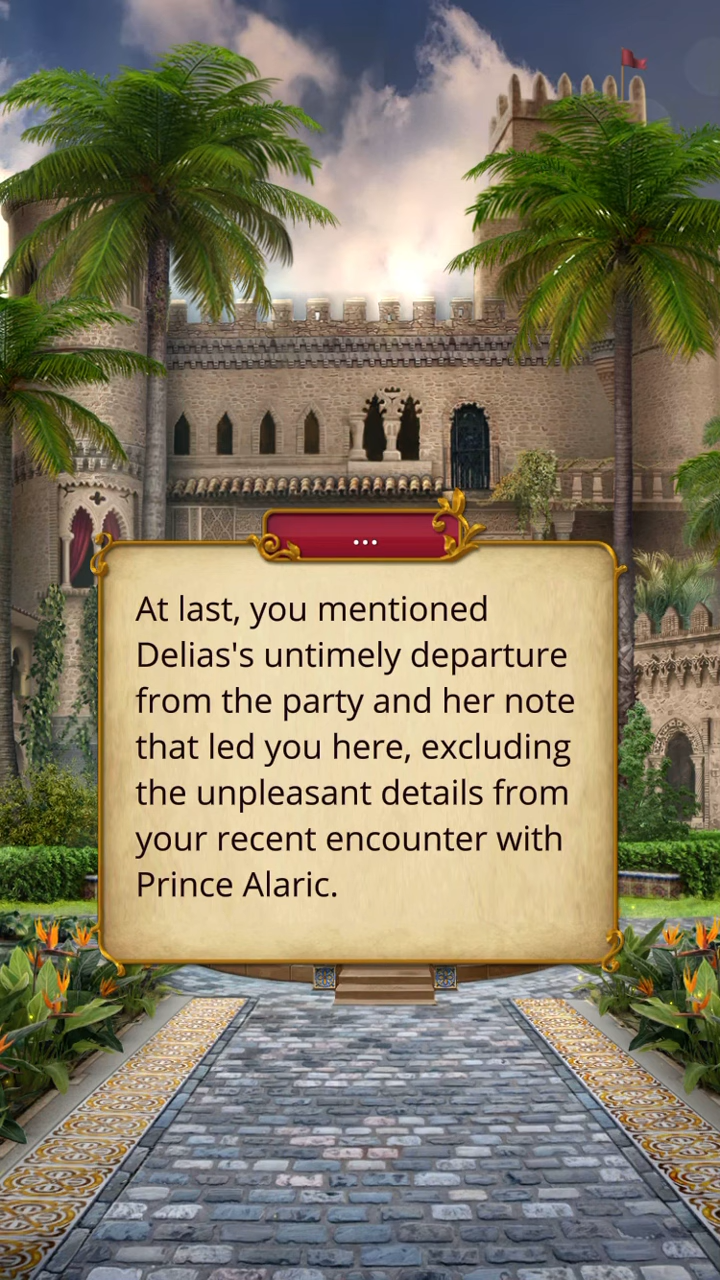 ...
At last, you mentioned
Delias's untimely departure
from the party and her note
that led you here, excluding
the unpleasant details from
your recent encounter with
Prince Alaric.